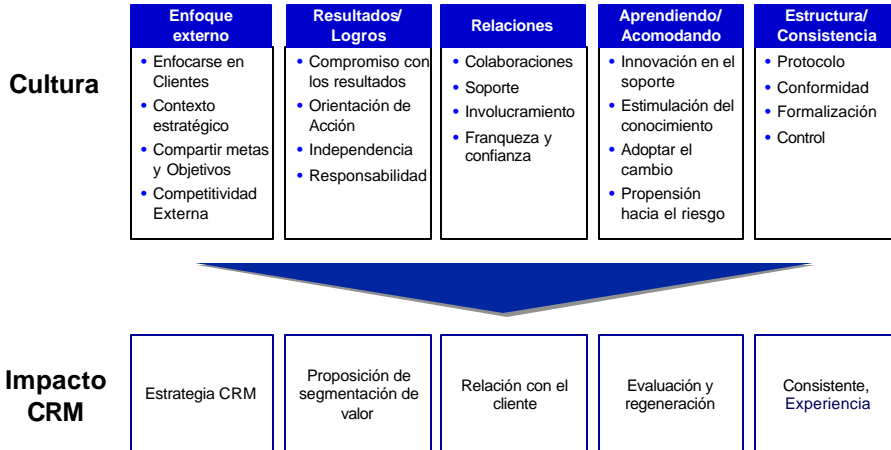 Cultura
Enfoque
externo
• Enfocarse en
Clientes
• Contexto
estratégico
• Compartir metas
y Objetivos
• Competitividad
Externa
Resultados/
Logros
• Compromiso con
los resultados
• Orientación de
Acción
• Independencia
• Responsabilidad
Relaciones
• Colaboraciones
• Soporte
• Involucramiento
• Franqueza y
confianza
Aprendiendo/
Acomodando
• Innovación en el
soporte
• Estimulación del
conocimiento
• Adoptar el
cambio
• Propensión
hacia el riesgo
Estructura/
Consistencia
• Protocolo
• Conformidad
• Formalización
• Control
Impacto
CRM
Estrategia CRM
Proposición de
segmentación de
valor
Relación con el
cliente
Evaluación y
regeneración
Consistente,
Experiencia